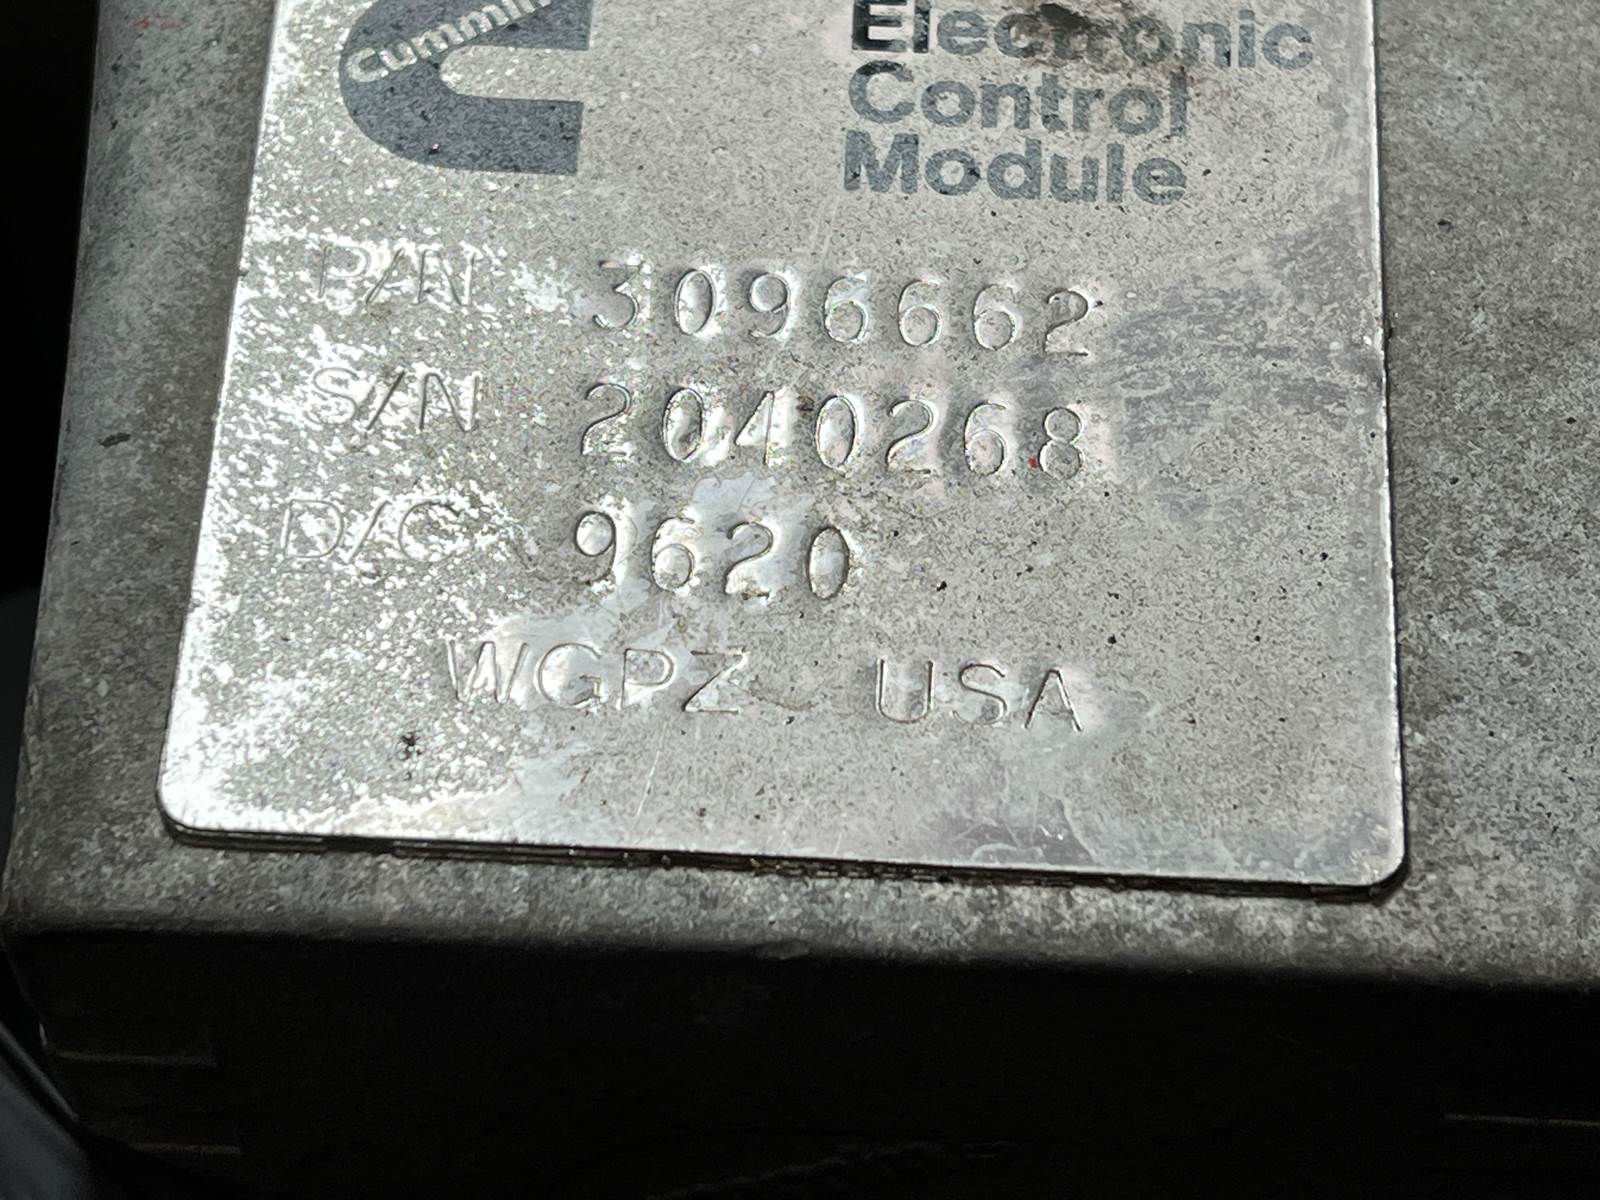 Cummins
Electronic
Control
Module
P/N 3096662
S/N 2040268
D/C 9620
WGPZ USA